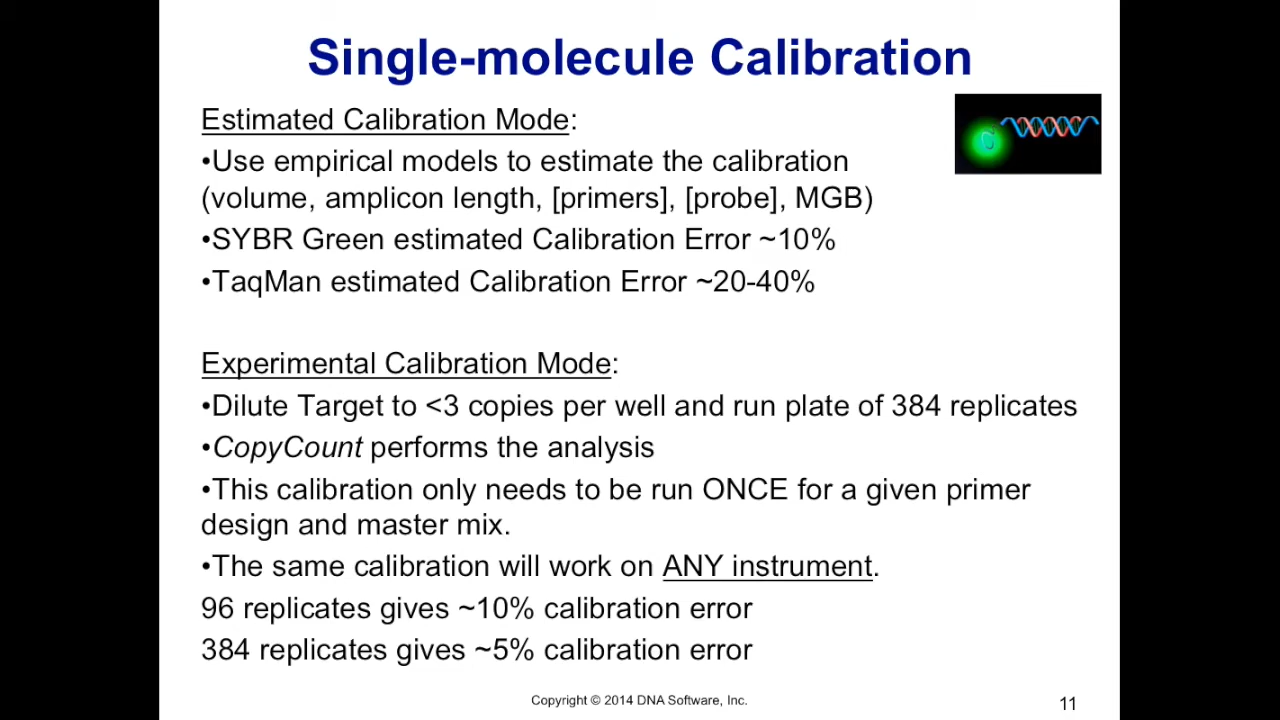 Single-molecule Calibration
Estimated Calibration Mode:
•Use empirical models to estimate the calibration
(volume, amplicon length, [primers], [probe], MGB)
•SYBR Green estimated Calibration Error ~10%
•TaqMan estimated Calibration Error ~20-40%
Experimental Calibration Mode:
•Dilute Target to <3 copies per well and run plate of 384 replicates
•CopyCount performs the analysis
•This calibration only needs to be run ONCE for a given primer
design and master mix.
•The same calibration will work on ANY instrument.
96 replicates gives ~10% calibration error
384 replicates gives ~5% calibration error
Copyright © 2014 DNA Software, Inc.
11